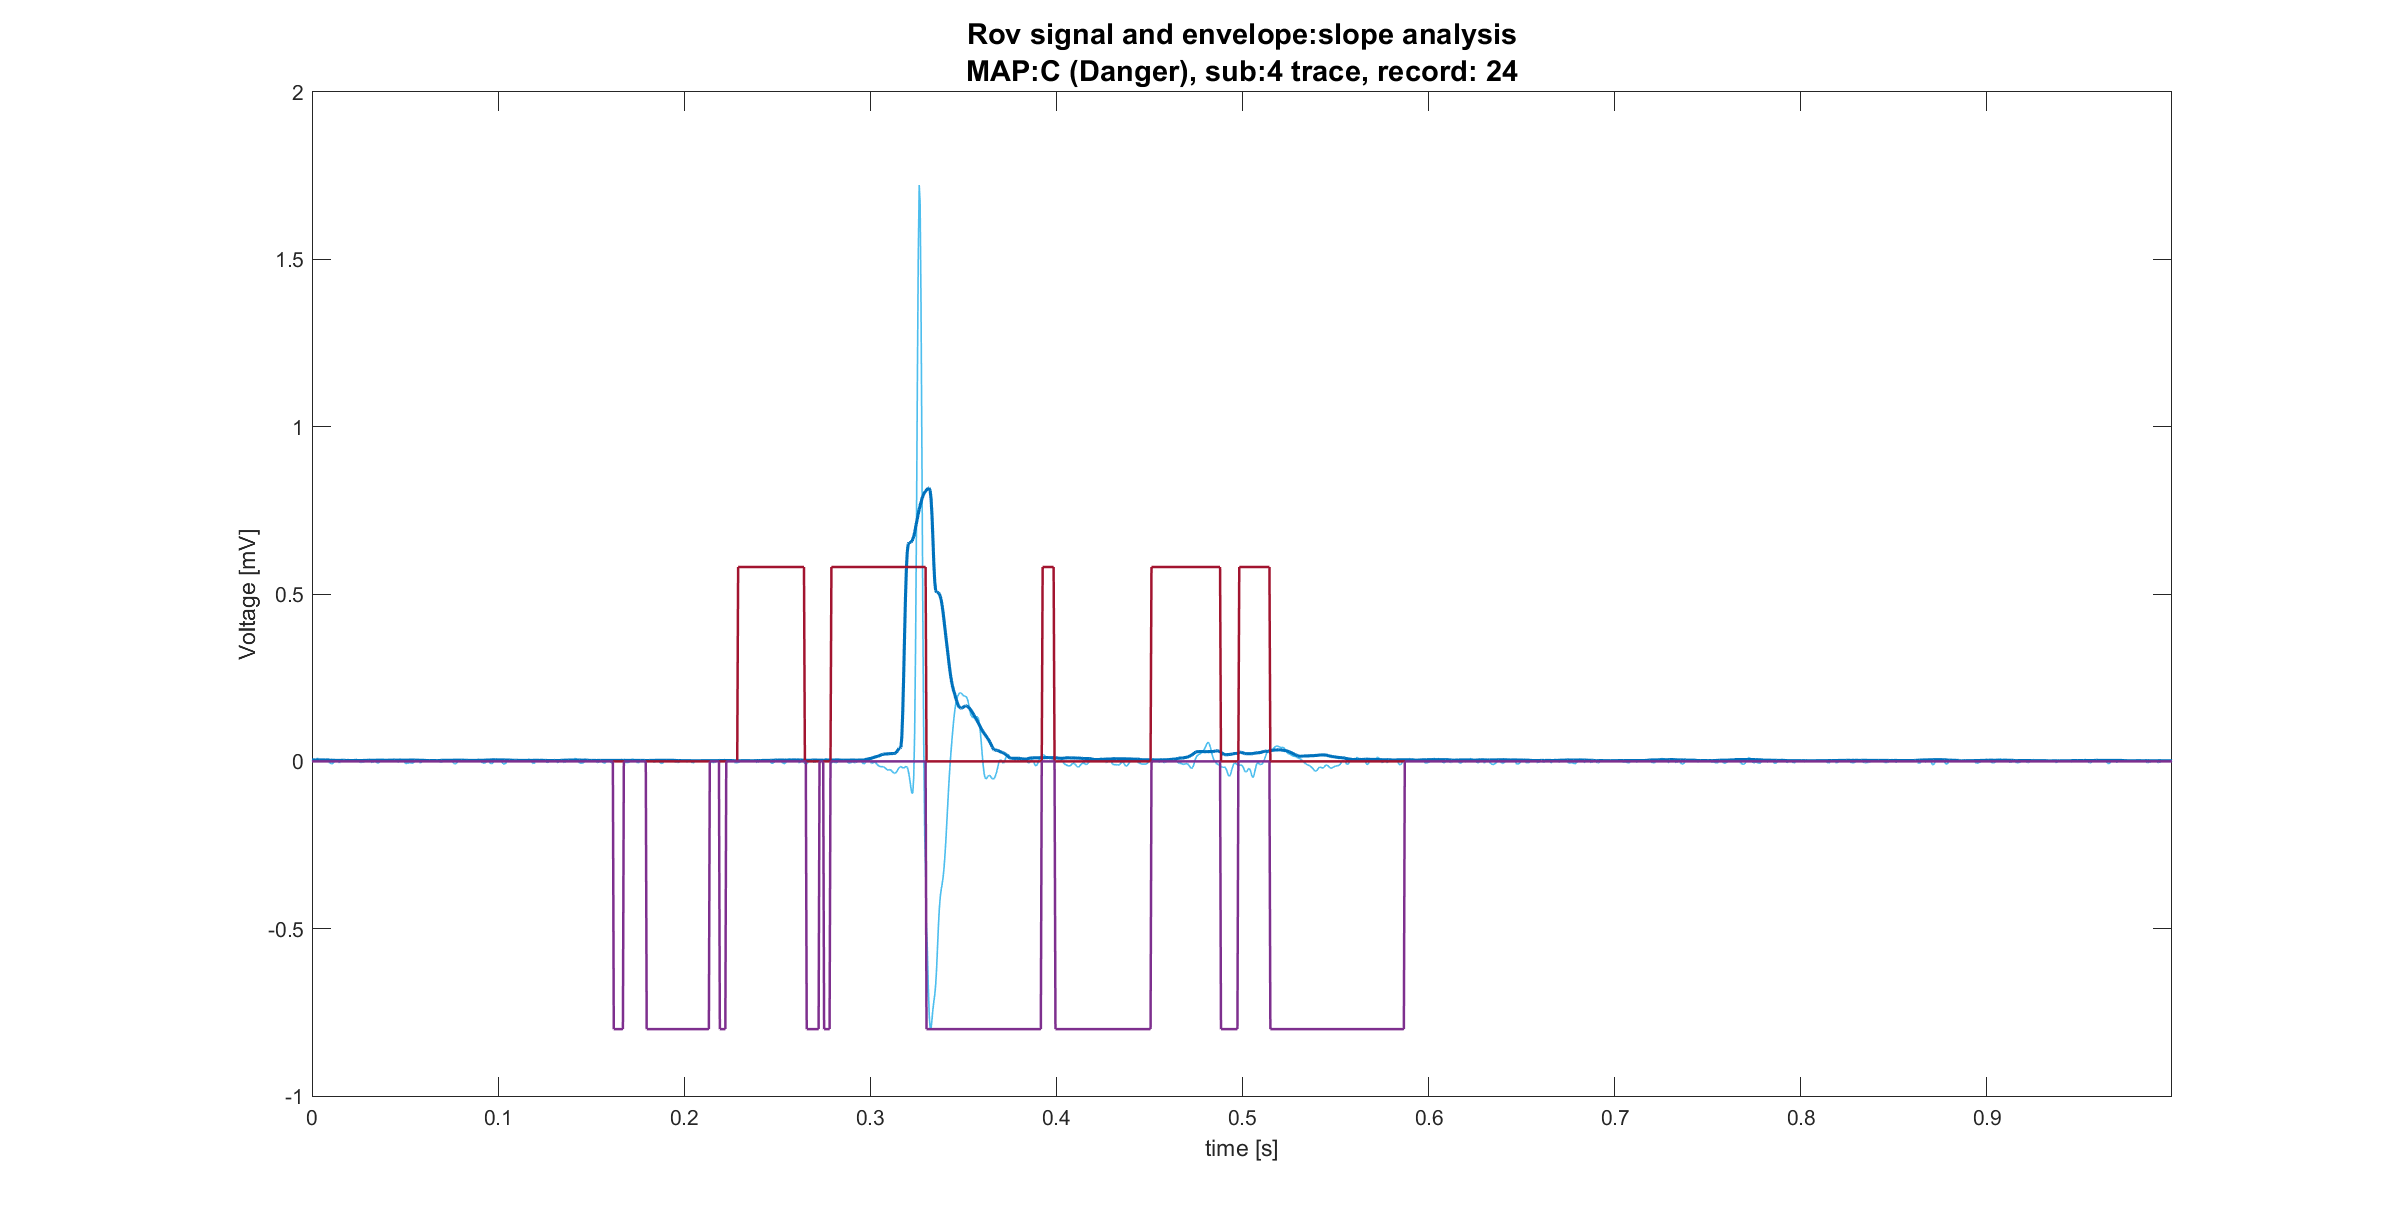 Rov signal and envelope:slope analysis
MAP:C (Danger), sub:4 trace, record: 24
2
1.5
1
0.5
0
-0.5
-1
Voltage [mV]
0 0.1 0.2 0.3 0.4 0.5 0.6 0.7 0.8 0.9
time [s]